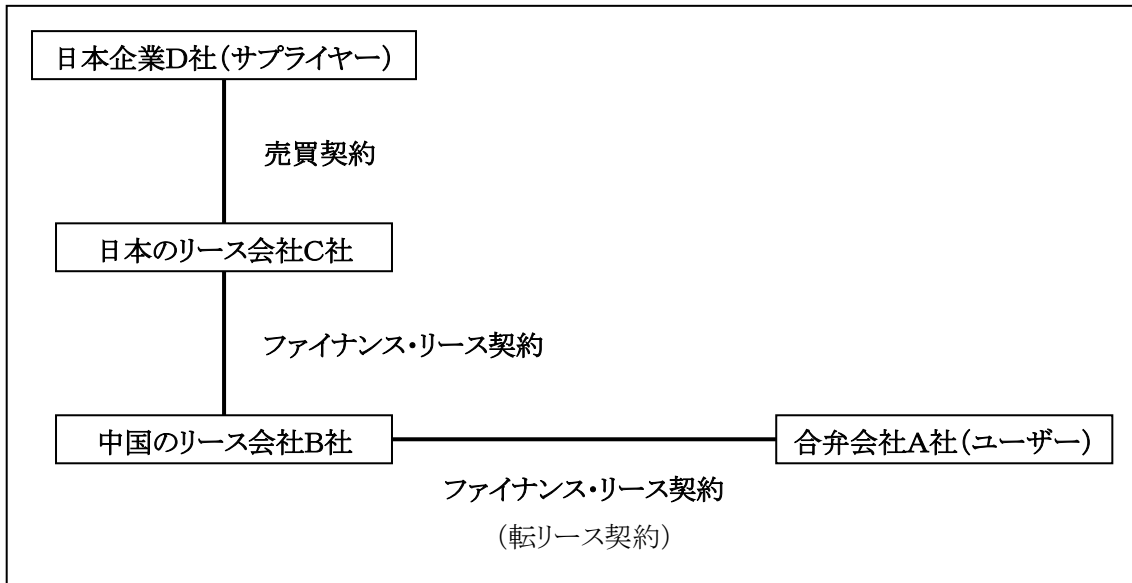 日本企業D社(サプライヤー)
売買契約
日本のリース会社C社
ファイナンス・リース契約
中国のリース会社B社
合弁会社A社(ユーザー)
ファイナンス・リース契約
(転リース契約)